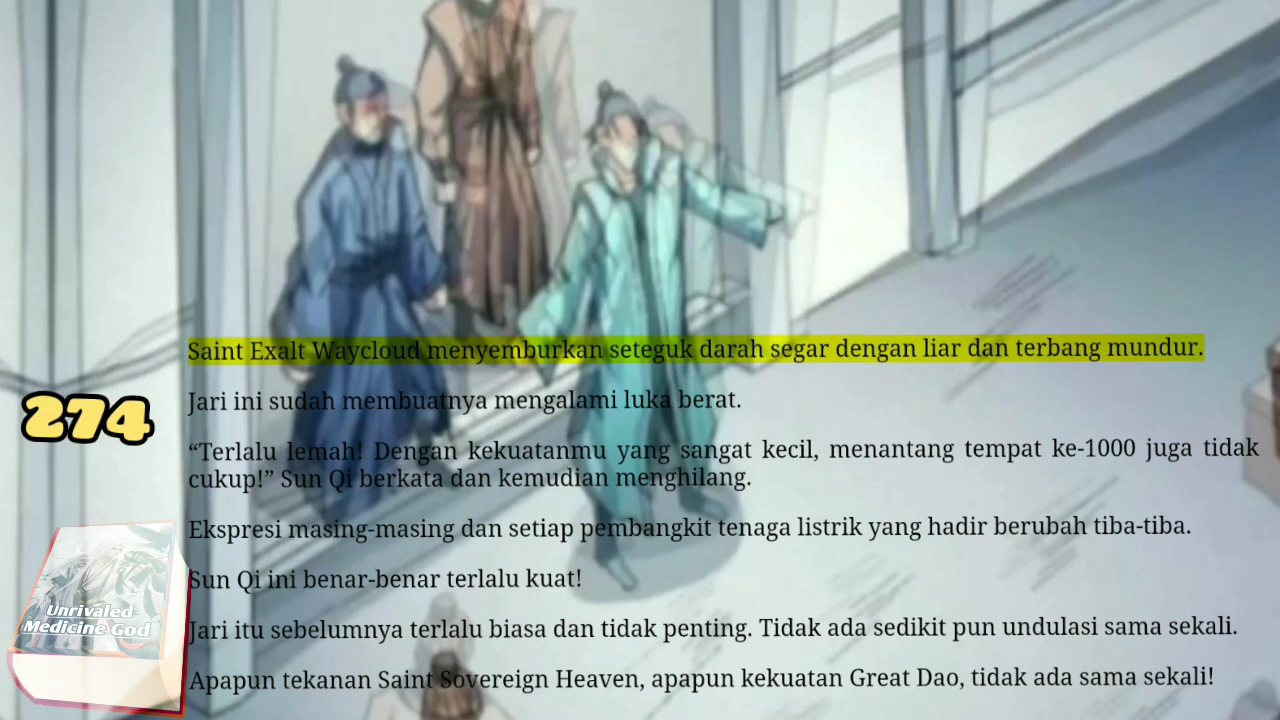 Saint Exalt Waycloud menyemburkan seteguk darah segar dengan liar dan terbang mundur.
Jari ini sudah membuatnya mengalami luka berat.
“Terlalu lemah! Dengan kekuatanmu yang sangat kecil, menantang tempat ke-1000 juga tidak
cukup!” Sun Qi berkata dan kemudian menghilang.
Ekspresi masing-masing dan setiap pembangkit tenaga listrik yang hadir berubah tiba-tiba.
Sun Qi ini benar-benar terlalu kuat!
Jari itu sebelumnya terlalu biasa dan tidak penting. Tidak ada sedikit pun undulasi sama sekali.
Apapun tekanan Saint Sovereign Heaven, apapun kekuatan Great Dao, tidak ada sama sekali!
274
Unrivaled
Medicine God